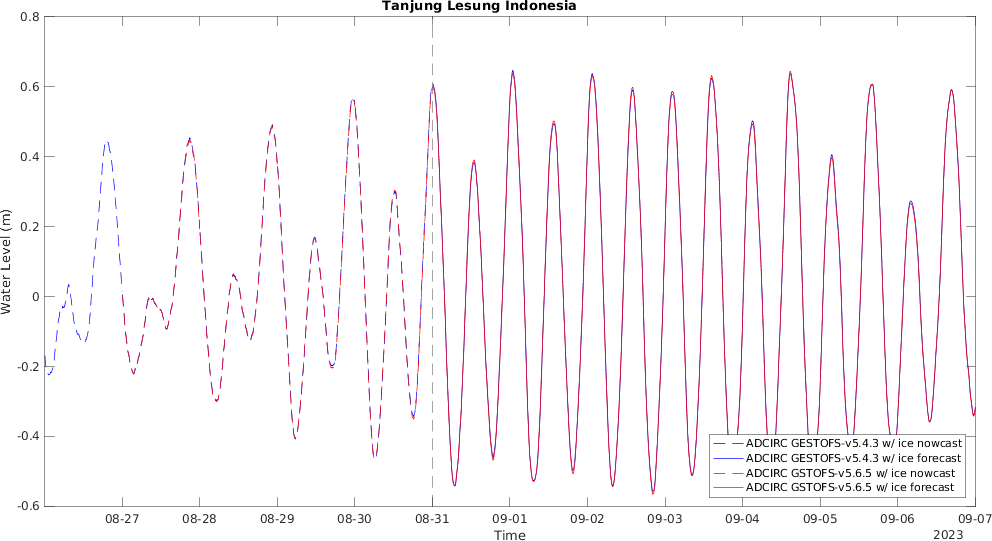 Tanjung Lesung Indonesia
0.8
0.6
0.4
0.2
0
-0.2
-0.4
-0.6
Water Level (m)
08-27 08-28 08-29 08-30 08-31 09-01 09-02 09-03 09-04 09-05 09-06 09-07
Time
2023
ADCIRC GESTOFS-v5.4.3 w/ ice nowcast
ADCIRC GESTOFS-v5.4.3 w/ ice forecast
ADCIRC GSTOFS-v5.6.5 w/ ice nowcast
ADCIRC GSTOFS-v5.6.5 w/ ice forecast